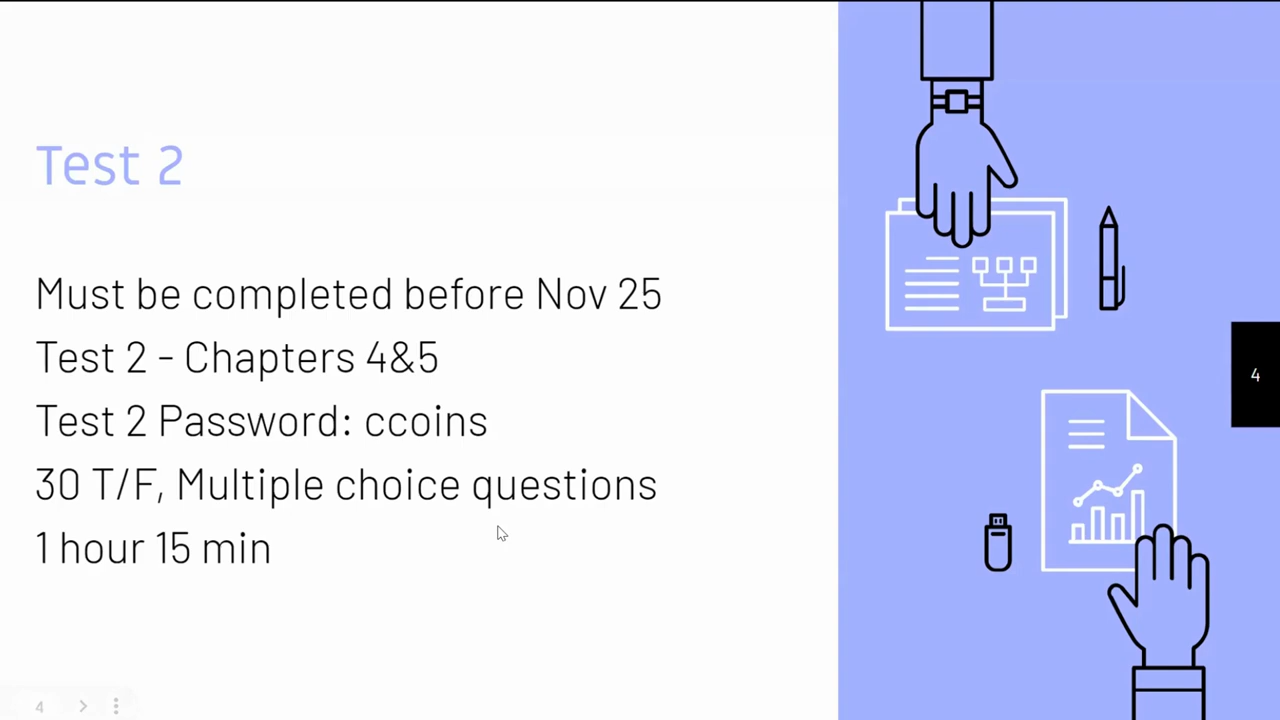 Test 2
Must be completed before Nov 25
Test 2 - Chapters 4&5
Test 2 Password: ccoins
30 T/F, Multiple choice questions
1 hour 15 min
4
4